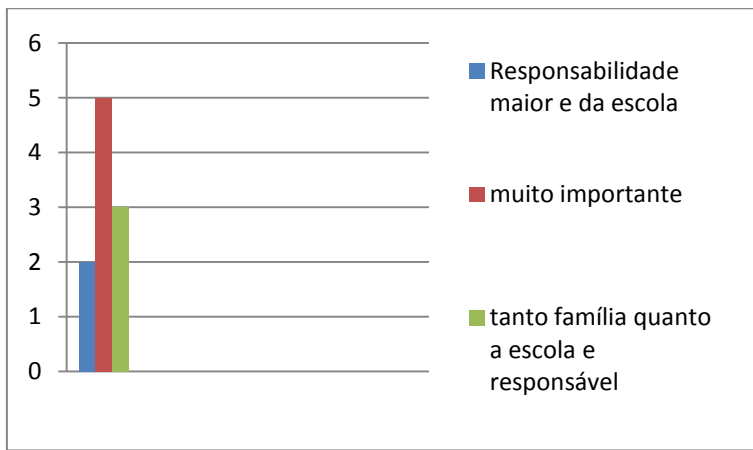 6
5
4
3
2
1
0
Responsabilidade
maior e da escola
muito importante
tanto família quanto
a escola e
responsável